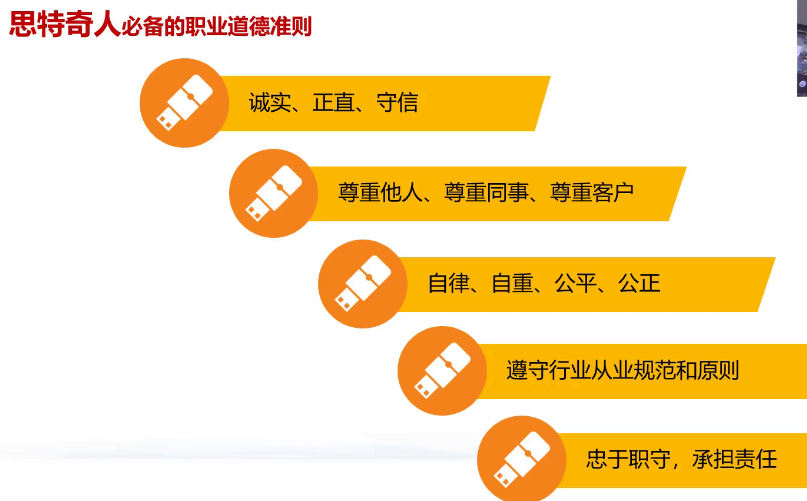 思特奇人必备的职业道德准则
诚实、正直、守信
尊重他人、尊重同事、尊重客户
自律、自重、公平、公正
遵守行业从业规范和原则
忠于职守，承担责任